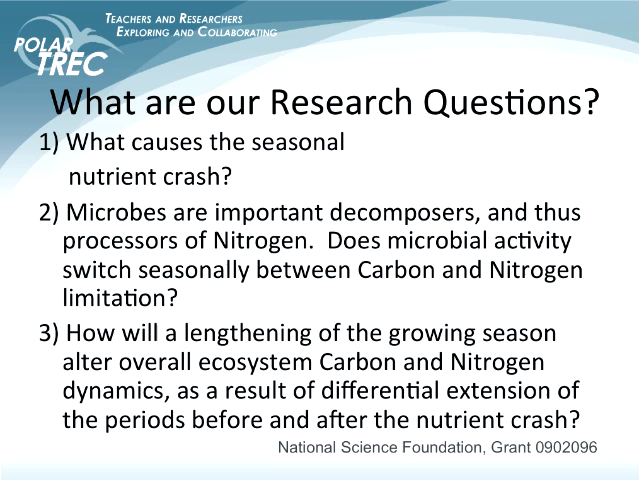 TEACHERS AND RESEARCHERS
EXPLORING AND COLLABORATING
POLAR
TREC
What are our Research Questions?
1) What causes the seasonal
nutrient crash?
2) Microbes are important decomposers, and thus
processors of Nitrogen.  Does microbial activity
switch seasonally between Carbon and Nitrogen
limitation?
3) How will a lengthening of the growing season
alter overall ecosystem Carbon and Nitrogen
dynamics, as a result of differential extension of
the periods before and after the nutrient crash?
National Science Foundation, Grant 0902096